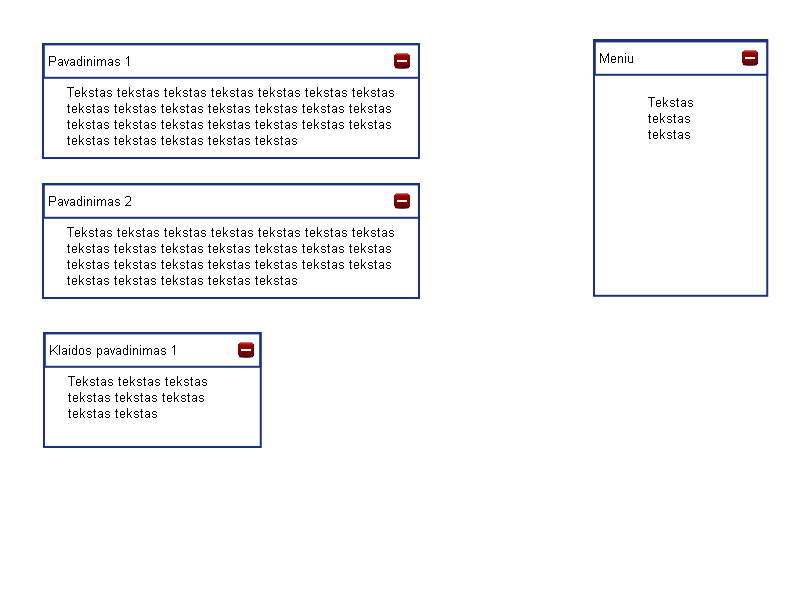 Pavadinimas 1
Tekstas tekstas tekstas tekstas tekstas tekstas tekstas
tekstas tekstas tekstas tekstas tekstas tekstas tekstas
tekstas tekstas tekstas tekstas tekstas tekstas tekstas
tekstas tekstas tekstas tekstas tekstas
Pavadinimas 2
Tekstas tekstas tekstas tekstas tekstas tekstas tekstas
tekstas tekstas tekstas tekstas tekstas tekstas tekstas
tekstas tekstas tekstas tekstas tekstas tekstas tekstas
tekstas tekstas tekstas tekstas tekstas
Klaidos pavadinimas 1
Tekstas tekstas tekstas
tekstas tekstas tekstas
tekstas tekstas
Meniu
Tekstas
tekstas
tekstas